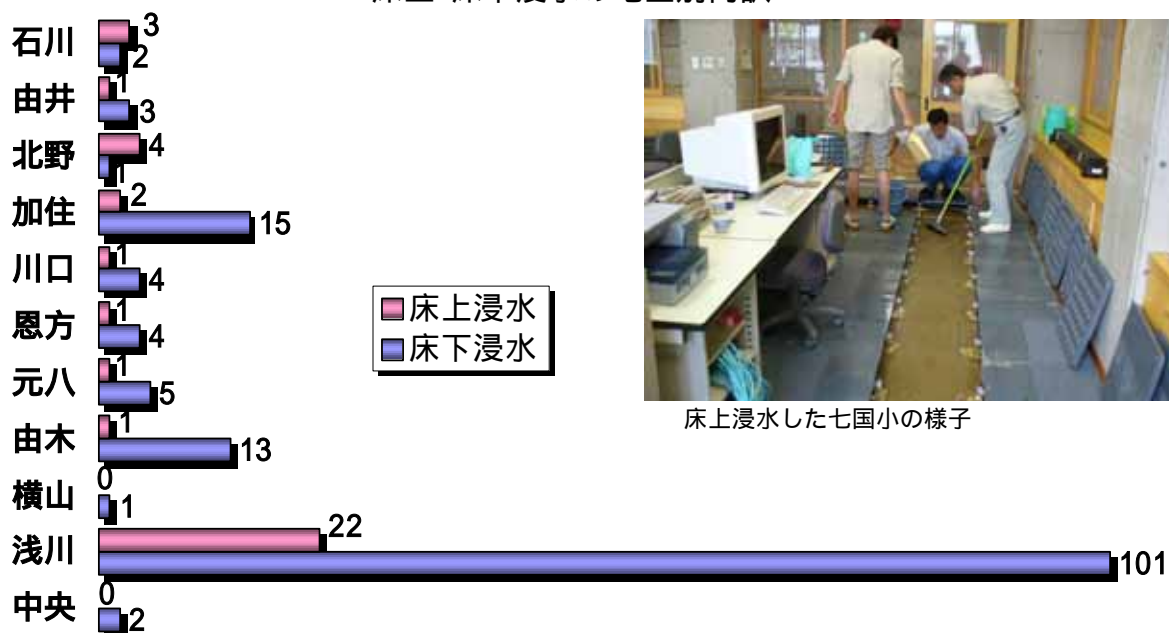 石川 3
2
由井 1
3
北野 4
1
加住 2
15
川口 1
4
恩方 1
4
元八 1
5
由木 1
13
横山 0
1
浅川 22
101
中央 0
2
床上浸水
床下浸水
床上浸水した七国小の様子